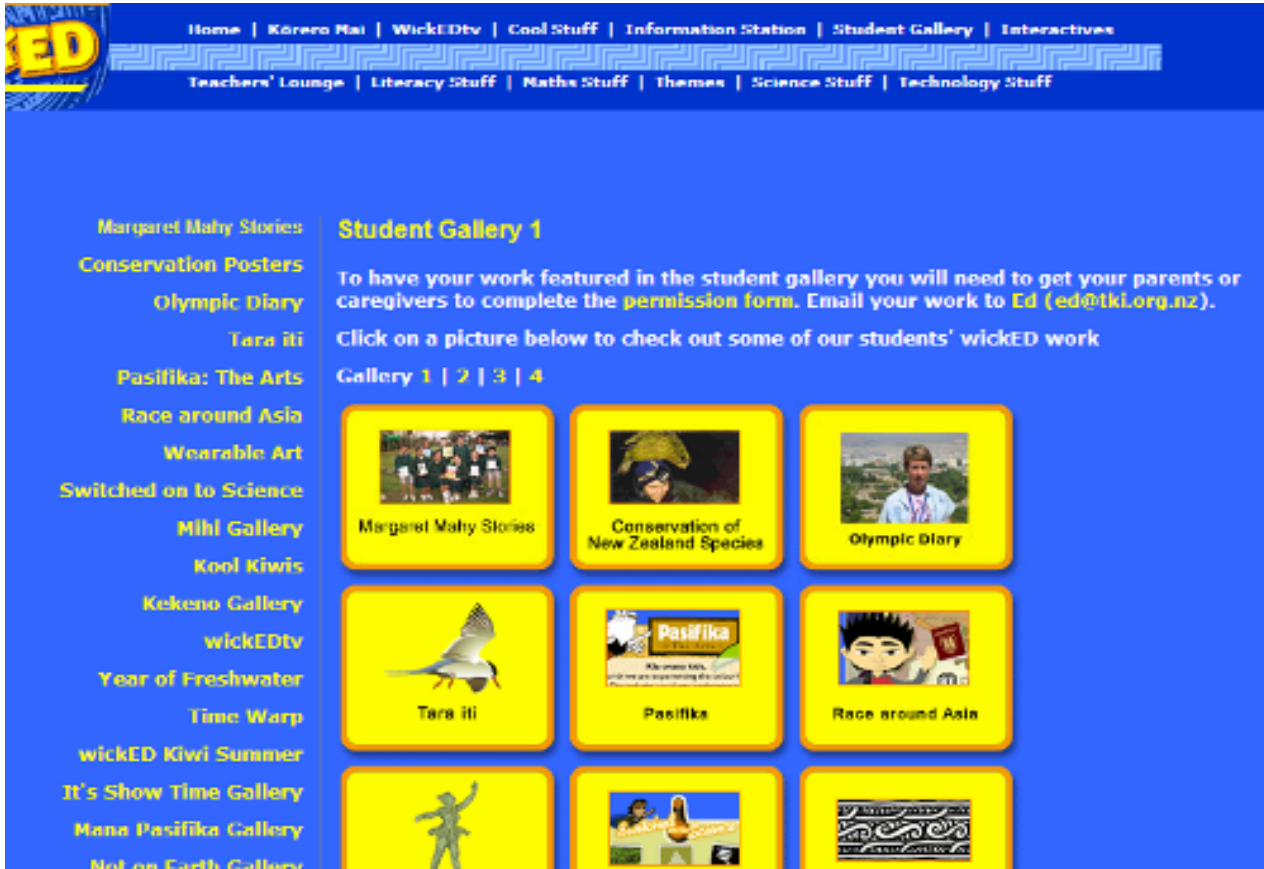 ED
Home | Kōrero Mai | WickEDtv | Cool Stuff | Information Station | Student Gallery | Interactives
Teachers' Lounge | Literacy Stuff | Maths Stuff | Themes | Science Stuff | Technology Stuff
Margaret Mahy Stories
Conservation Posters
Olympic Diary
Tara iti
Pasifika: The Arts
Race around Asia
Wearable Art
Switched on to Science
Mihi Gallery
Kool Kiwis
Kekeno Gallery
wickEDtv
Year of Freshwater
Time Warp
wickED Kiwi Summer
It's Show Time Gallery
Mana Pasifika Gallery
Not on Earth Gallery
Student Gallery 1
To have your work featured in the student gallery you will need to get your parents or
caregivers to complete the permission form. Email your work to Ed (ed@tki.org.nz).
Click on a picture below to check out some of our students' wickED work
Gallery 1 | 2 | 3 | 4
Margaret Mahy Stories
Conservation of
New Zealand Species
Olympic Diary
Tara iti
Pasifika
The Arts
Pasifika
Race around Asia